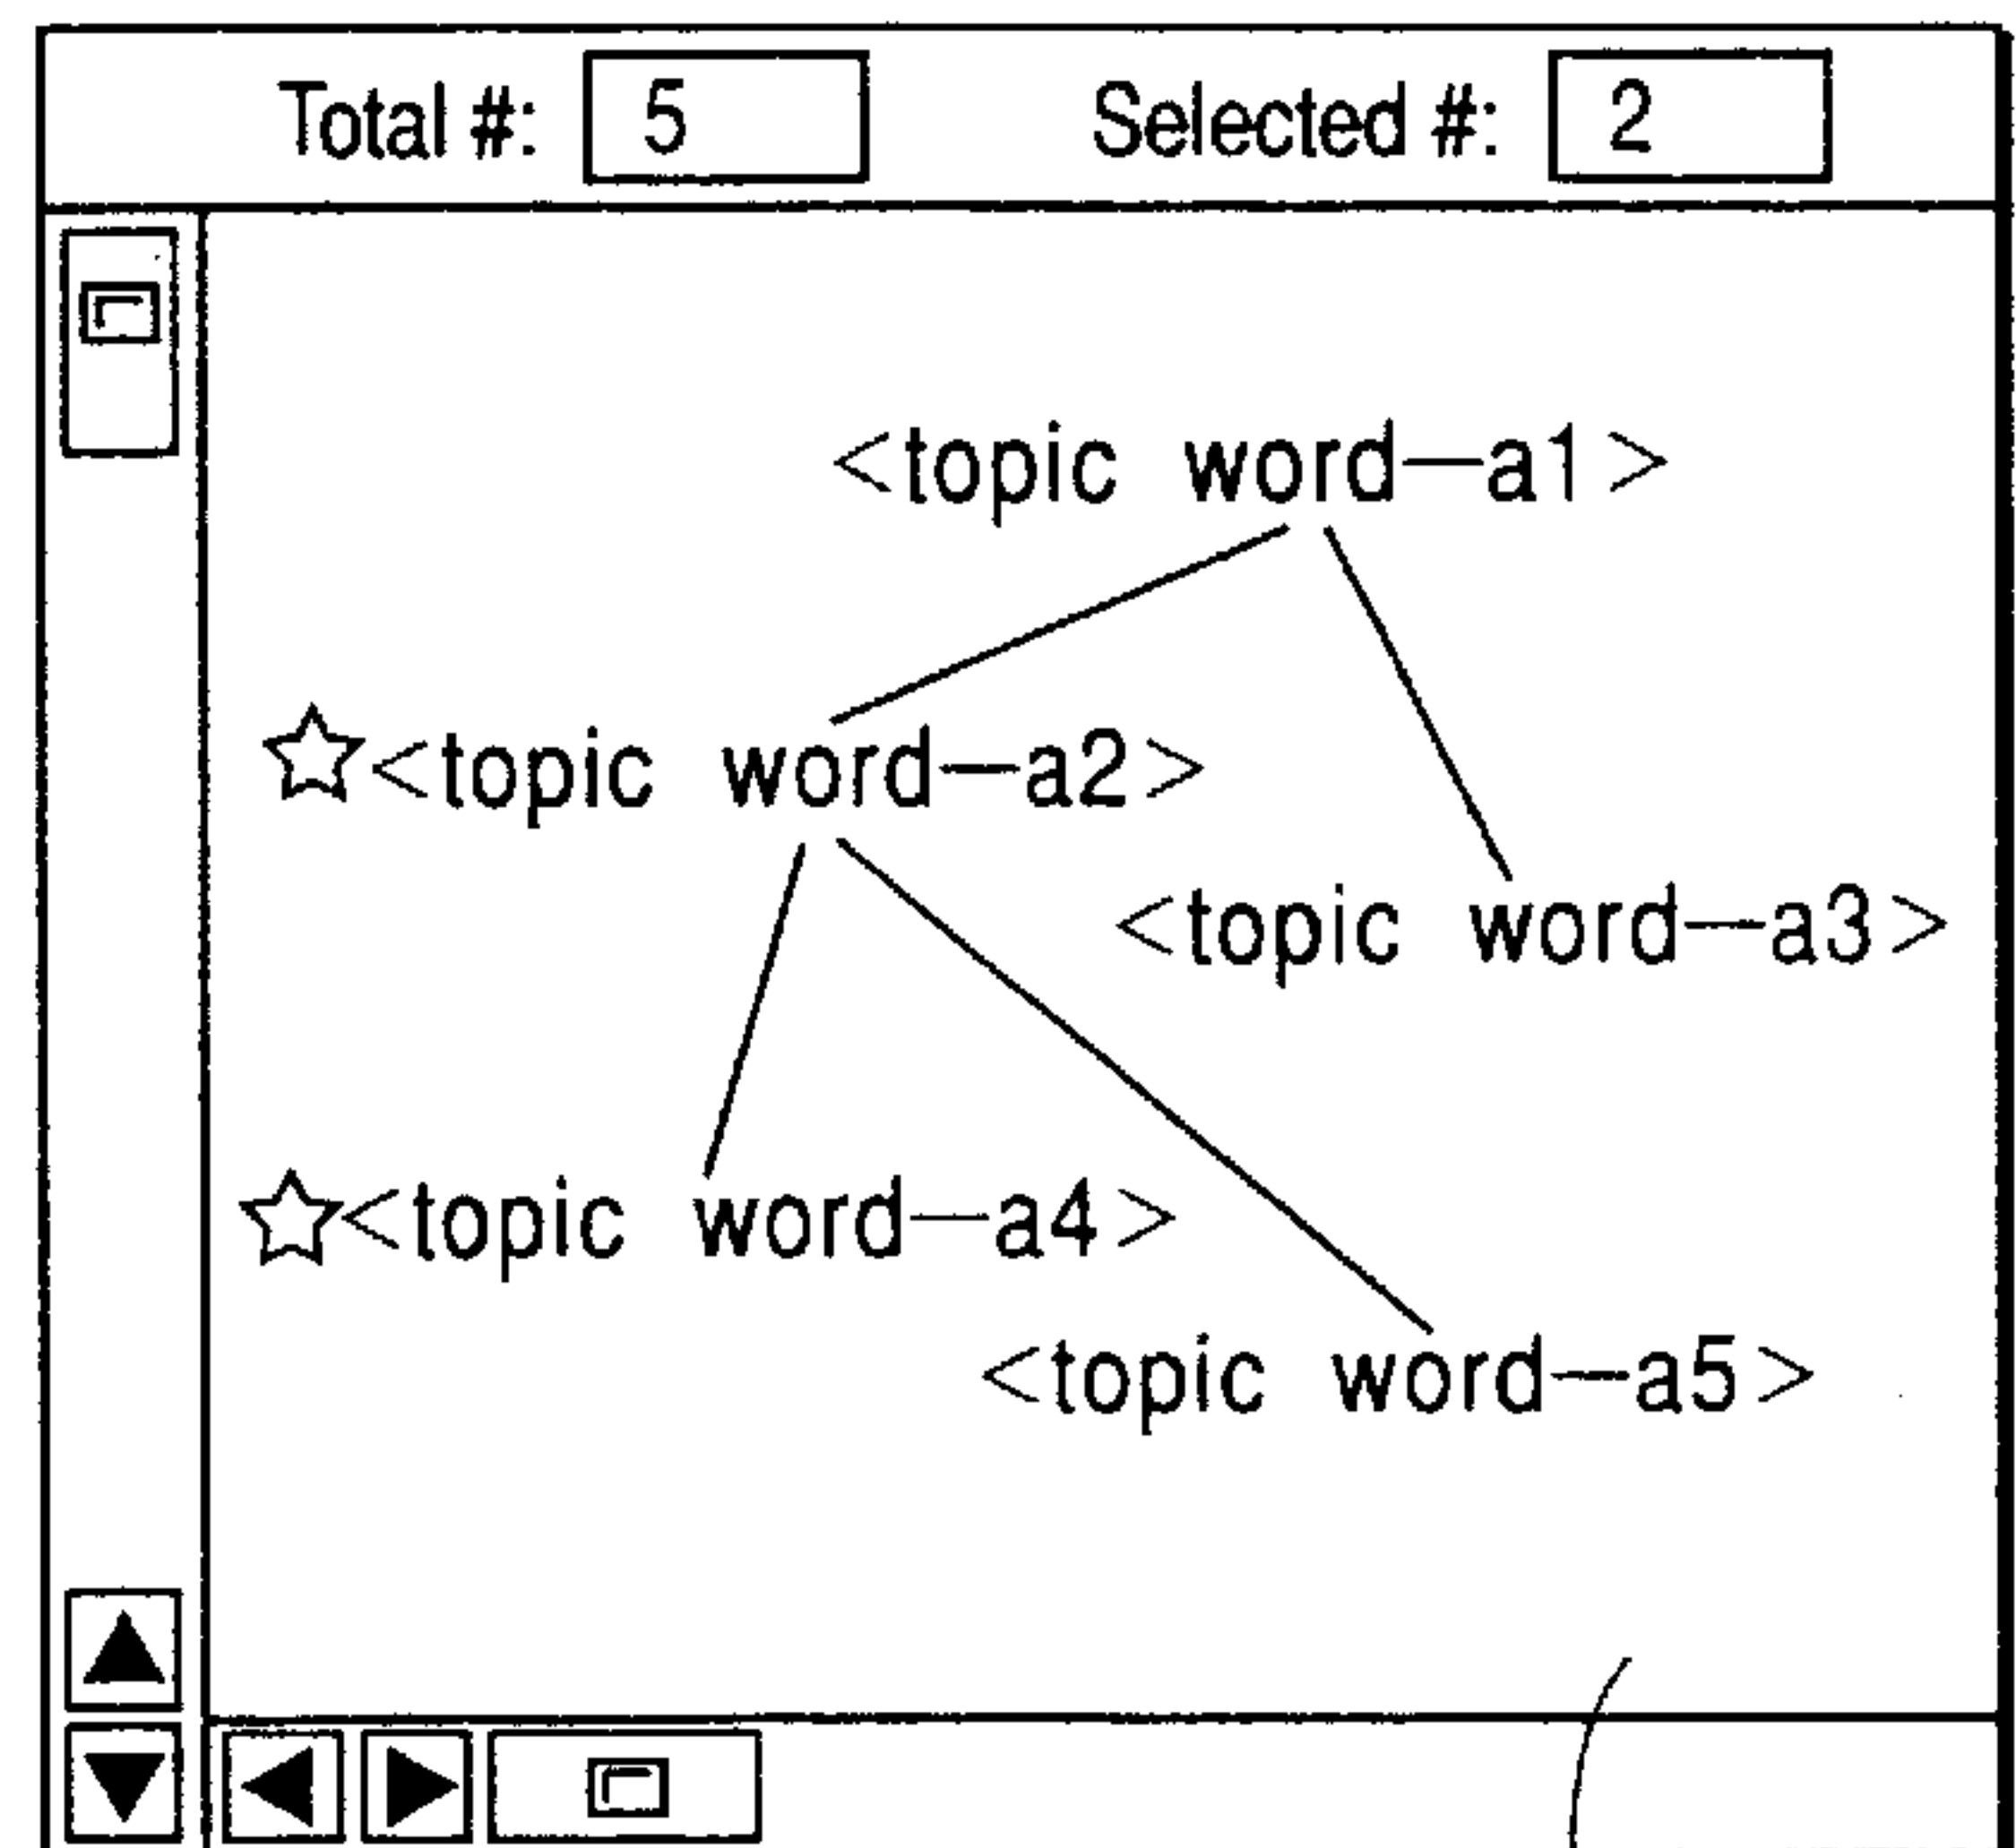 Total #: 5 Selected #: 2
<topic word—a1>
☆<topic word—a2>
<topic word—a3>
☆<topic word—a4>
<topic word—a5>